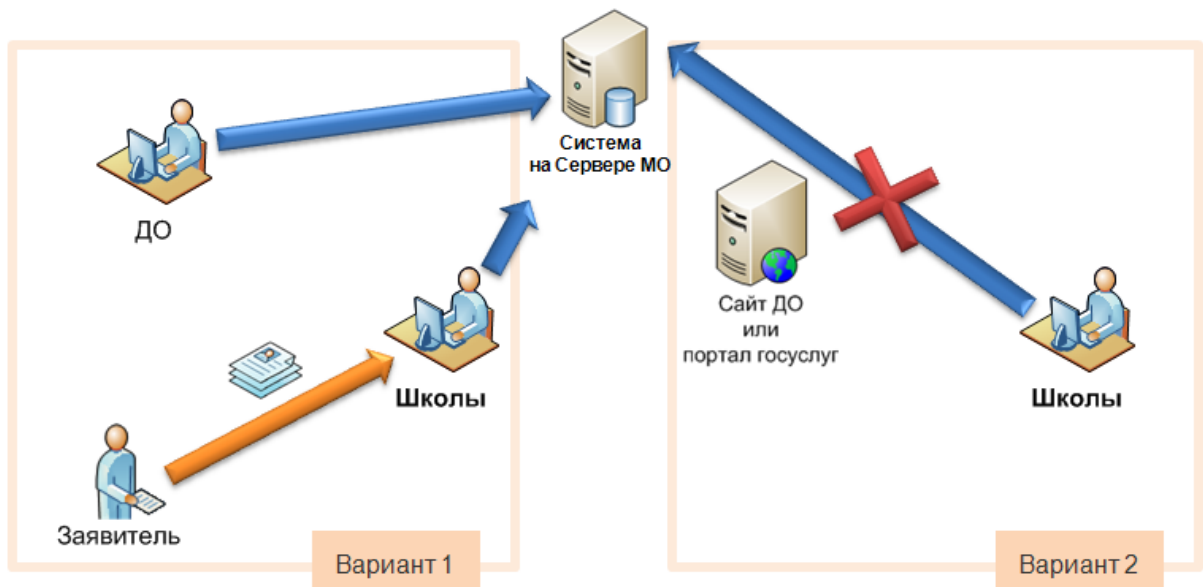 Система
на Сервере МО
ДО
Сайт ДО
или
портал госуслуг
Школы
Школы
Заявитель
Вариант 1
Вариант 2